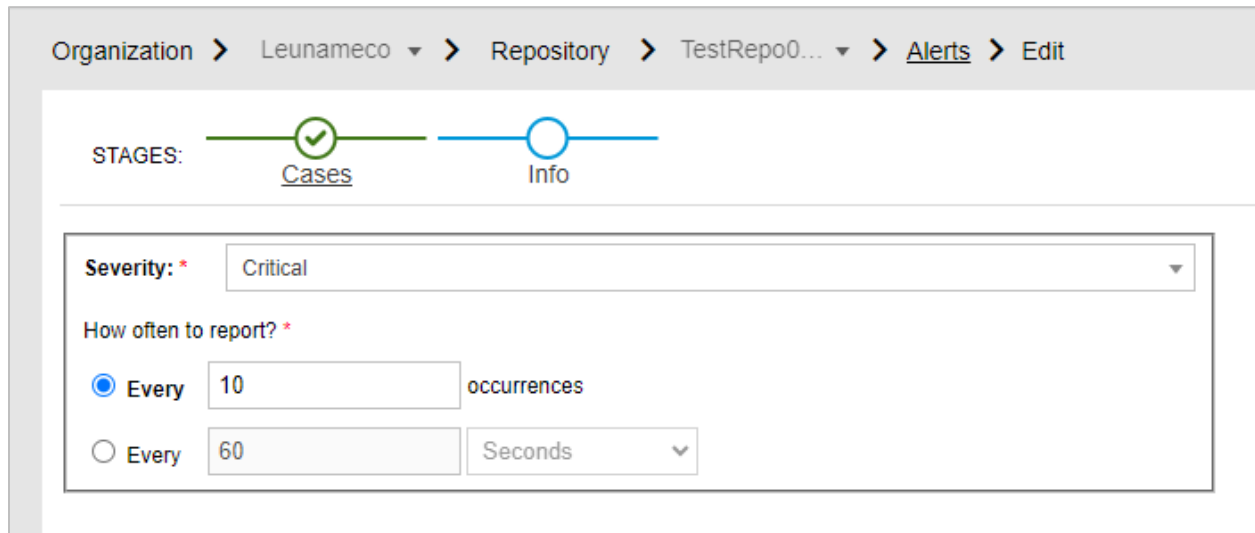 Organization > Leunameco > Repository > TestRepo0... > Alerts > Edit
STAGES:
Cases
Info
Severity: * Critical
How often to report? *
Every 10 occurrences
Every 60 Seconds